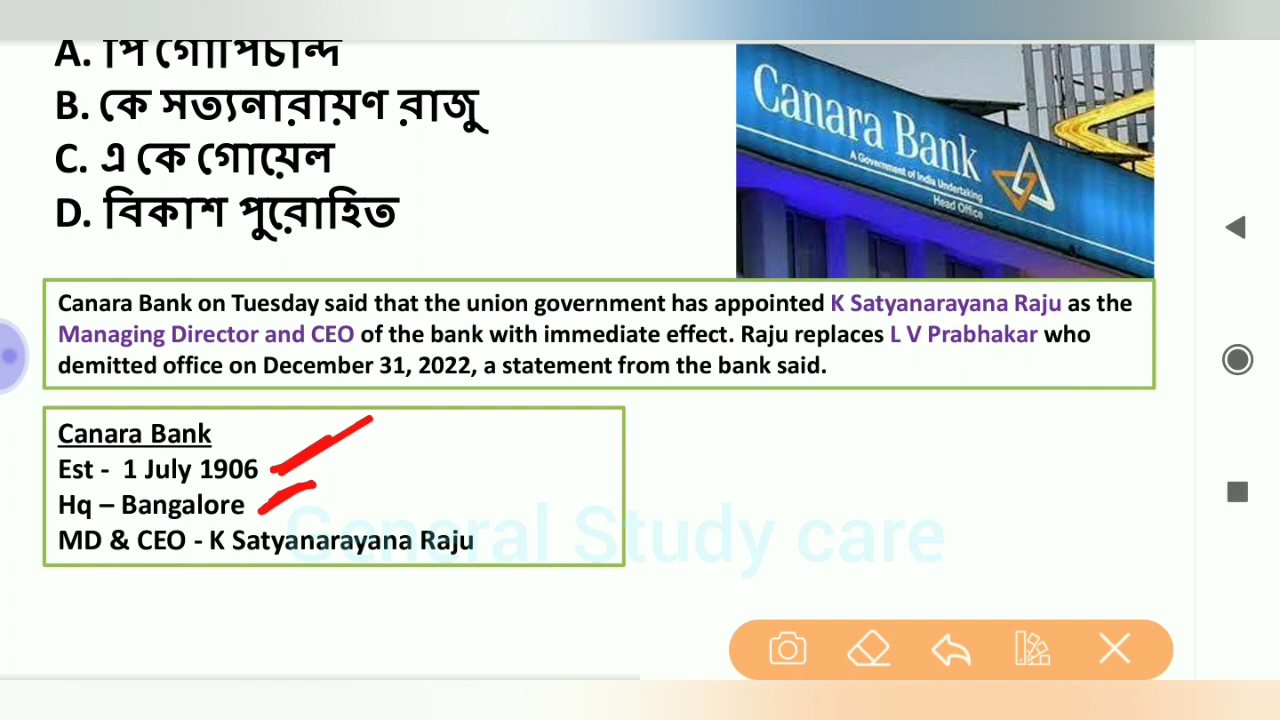 A. পি গোপিচান্দ
B. কে সত্যনারায়ণ রাজু
C. এ কে গোয়েল
D. বিকাশ পুরোহিত
Canara Bank
A Government of India Undertaking
Head Office
Canara Bank on Tuesday said that the union government has appointed K Satyanarayana Raju as the
Managing Director and CEO of the bank with immediate effect. Raju replaces L V Prabhakar who
demitted office on December 31, 2022, a statement from the bank said.
Canara Bank
Est - 1 July 1906
Hq – Bangalore
MD & CEO - K Satyanarayana Raju
General Study care